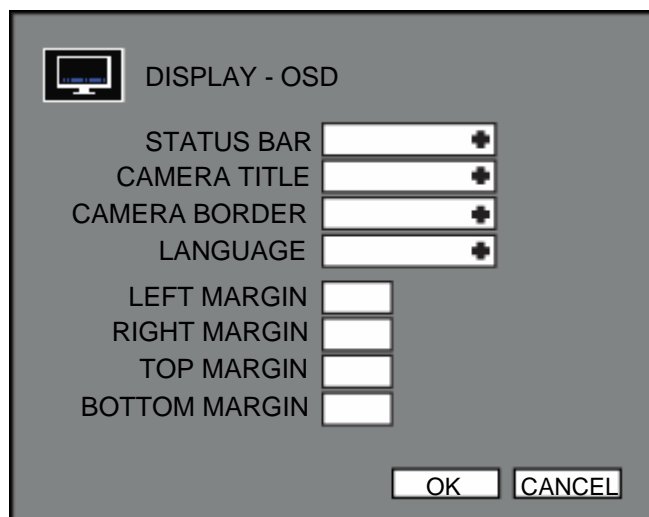 DISPLAY - OSD
STATUS BAR
CAMERA TITLE
CAMERA BORDER
LANGUAGE
LEFT MARGIN
RIGHT MARGIN
TOP MARGIN
BOTTOM MARGIN
OK CANCEL